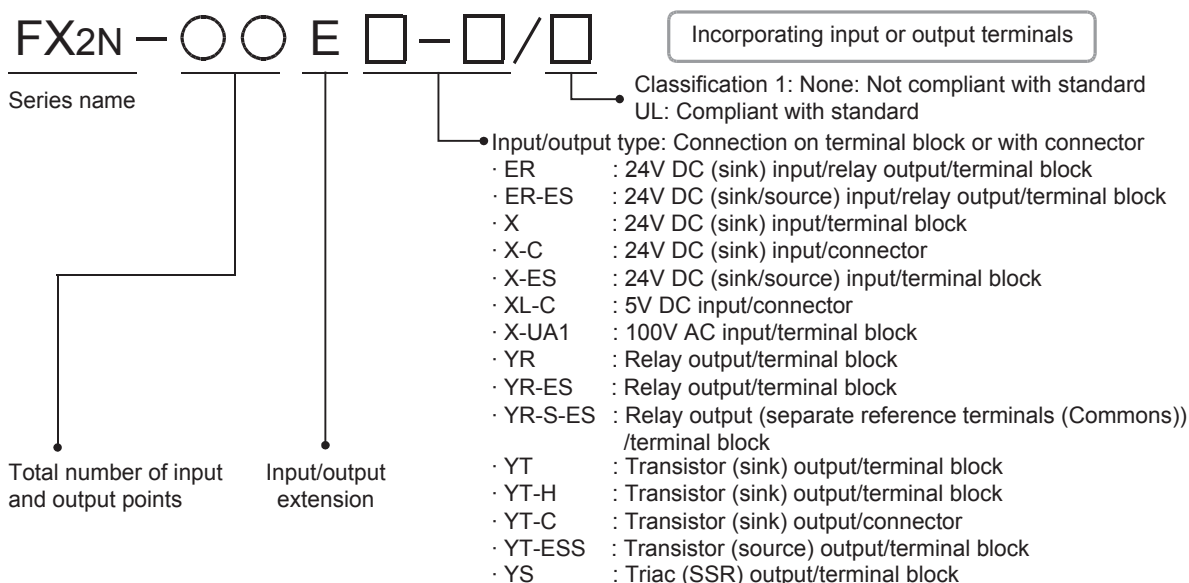 FX2N – ○○ E □ – □/□
Incorporating input or output terminals
Series name
Classification 1: None: Not compliant with standard
UL: Compliant with standard
Input/output type: Connection on terminal block or with connector
· ER : 24V DC (sink) input/relay output/terminal block
· ER-ES : 24V DC (sink/source) input/relay output/terminal block
· X : 24V DC (sink) input/terminal block
· X-C : 24V DC (sink) input/connector
· X-ES : 24V DC (sink/source) input/terminal block
· XL-C : 5V DC input/connector
· X-UA1 : 100V AC input/terminal block
· YR : Relay output/terminal block
· YR-ES : Relay output/terminal block
· YR-S-ES : Relay output (separate reference terminals (Commons))
/terminal block
· YT : Transistor (sink) output/terminal block
· YT-H : Transistor (sink) output/terminal block
· YT-C : Transistor (sink) output/connector
· YT-ESS : Transistor (source) output/terminal block
· YS : Triac (SSR) output/terminal block
Total number of input
and output points
Input/output
extension